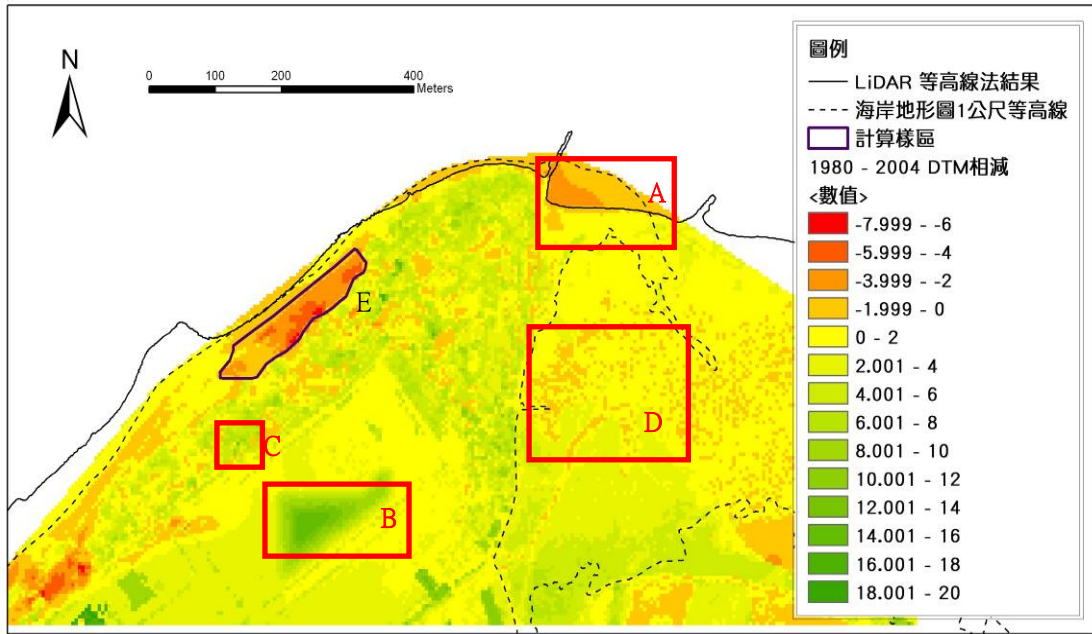 N
0 100 200 400
Meters
A
E
C
D
B
圖例
LiDAR 等高線法結果
海岸地形圖1公尺等高線
計算樣區
1980 - 2004 DTM相減
<數值>
-7.999 - -6
-5.999 - -4
-3.999 - -2
-1.999 - 0
0 - 2
2.001 - 4
4.001 - 6
6.001 - 8
8.001 - 10
10.001 - 12
12.001 - 14
14.001 - 16
16.001 - 18
18.001 - 20